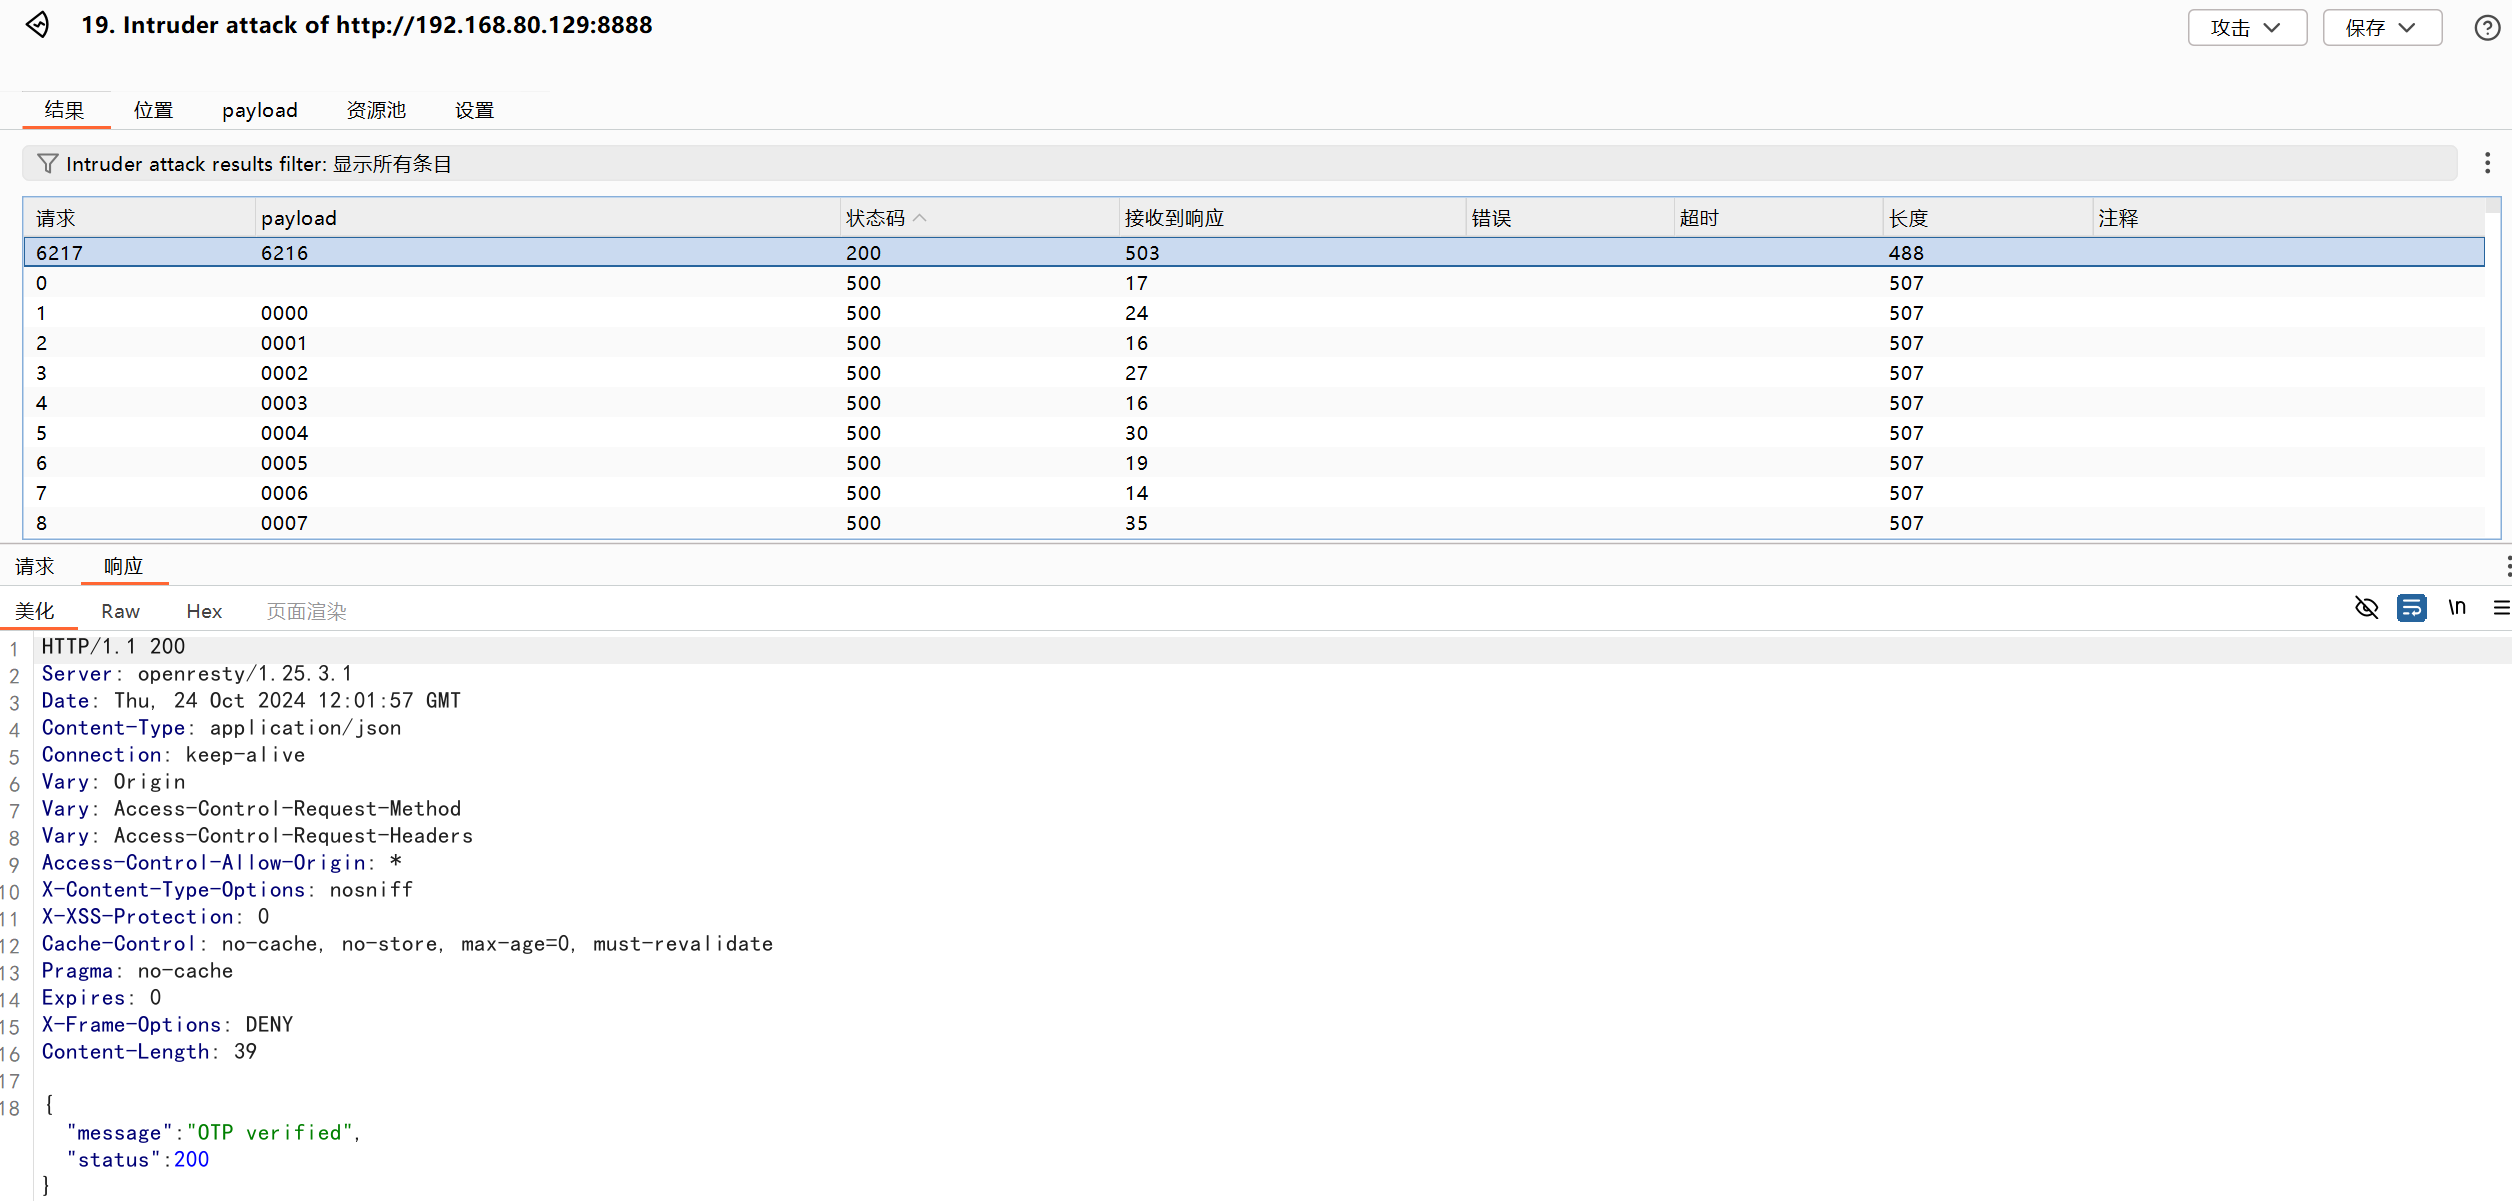 19. Intruder attack of http://192.168.80.129:8888
攻击 保存
结果 位置 payload 资源池 设置
Intruder attack results filter: 显示所有条目
请求 payload 状态码 接收到响应 错误 超时 长度 注释
6217 6216 200 503 488
0 500 17 507
1 0000 500 24 507
2 0001 500 16 507
3 0002 500 27 507
4 0003 500 16 507
5 0004 500 30 507
6 0005 500 19 507
7 0006 500 14 507
8 0007 500 35 507
请求 响应
美化 Raw Hex 页面渲染 \n
1 HTTP/1.1 200
2 Server: openresty/1.25.3.1
3 Date: Thu, 24 Oct 2024 12:01:57 GMT
4 Content-Type: application/json
5 Connection: keep-alive
6 Vary: Origin
7 Vary: Access-Control-Request-Method
8 Vary: Access-Control-Request-Headers
9 Access-Control-Allow-Origin: *
10 X-Content-Type-Options: nosniff
11 X-XSS-Protection: 0
12 Cache-Control: no-cache, no-store, max-age=0, must-revalidate
13 Pragma: no-cache
14 Expires: 0
15 X-Frame-Options: DENY
16 Content-Length: 39
17
18 {
"message":"OTP verified",
"status":200
}